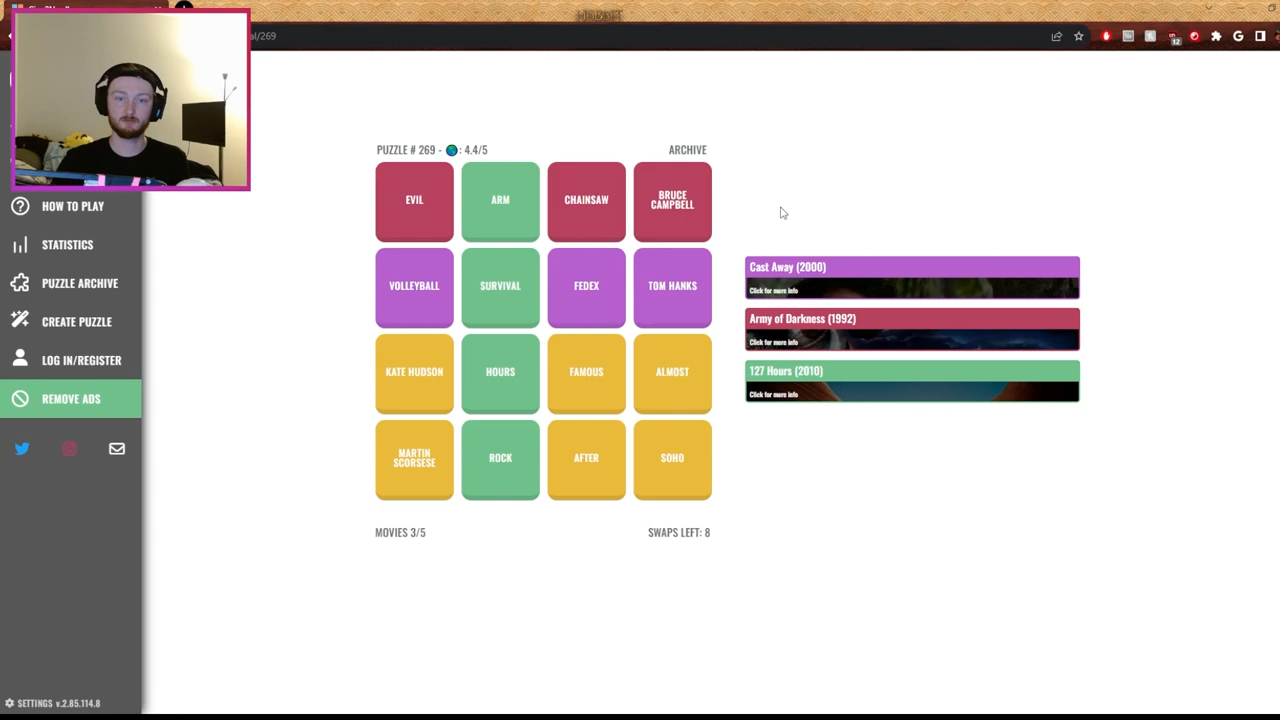 al/269
12
PUZZLE # 269 - : 4.4/5
ARCHIVE
EVIL
ARM
CHAINSAW
BRUCE
CAMPBELL
VOLLEYBALL
SURVIVAL
FEDEX
TOM HANKS
KATE HUDSON
HOURS
FAMOUS
ALMOST
MARTIN
SCORSESE
ROCK
AFTER
SOHO
MOVIES 3/5
SWAPS LEFT: 8
Cast Away (2000)
Click for more info
Army of Darkness (1992)
Click for more info
127 Hours (2010)
Click for more info
HOW TO PLAY
STATISTICS
PUZZLE ARCHIVE
CREATE PUZZLE
LOG IN/REGISTER
REMOVE ADS
SETTINGS v.2.85.114.8